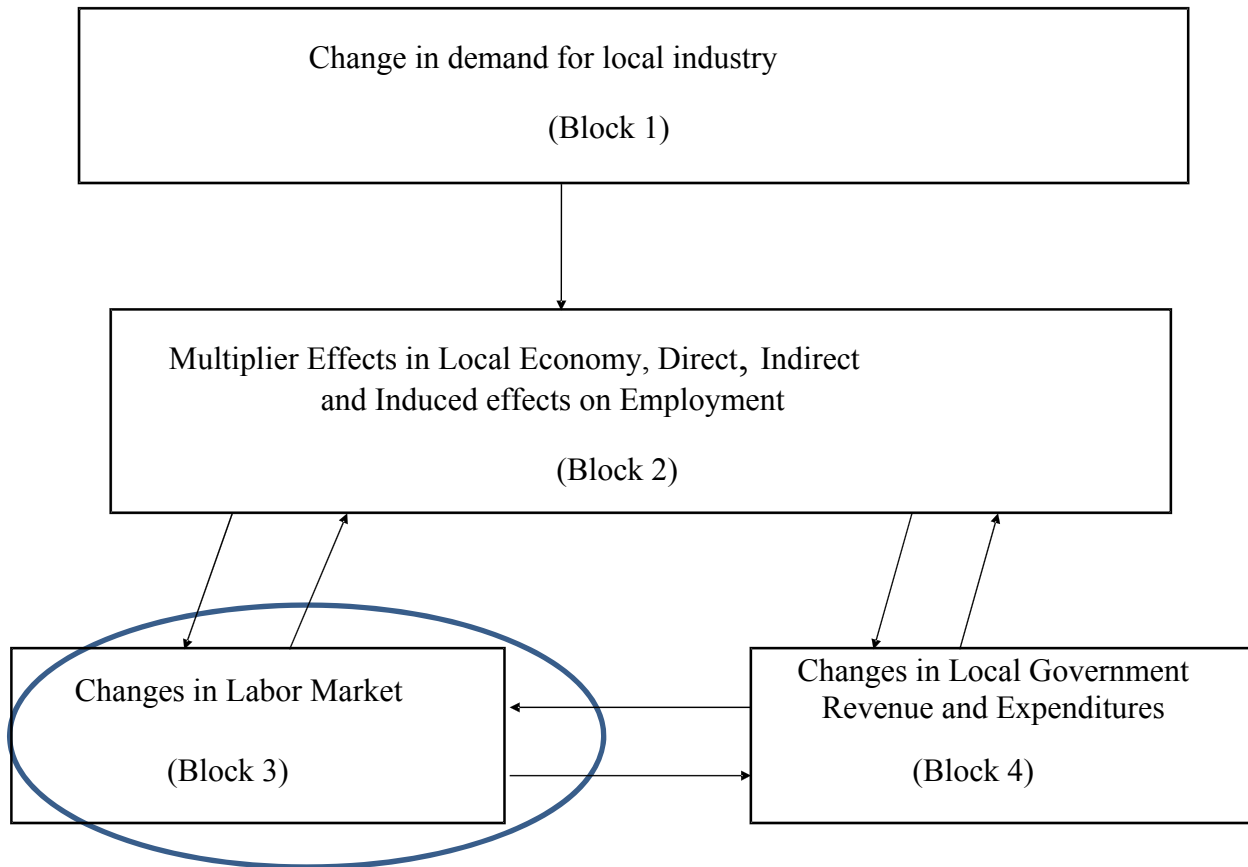 Change in demand for local industry
(Block 1)
Multiplier Effects in Local Economy, Direct, Indirect
and Induced effects on Employment
(Block 2)
Changes in Labor Market
(Block 3)
Changes in Local Government
Revenue and Expenditures
(Block 4)